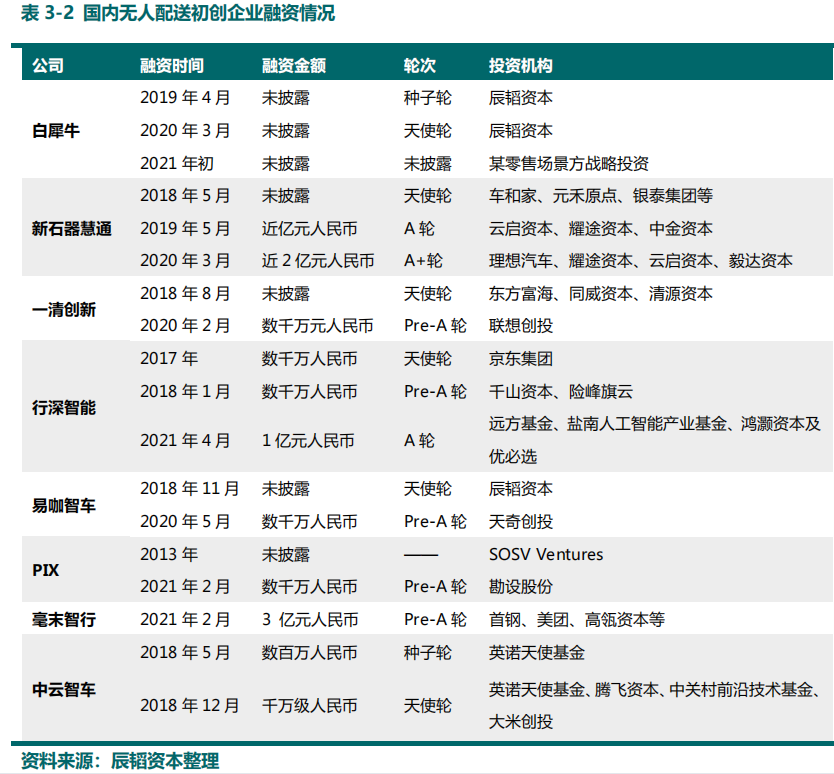 表 3-2 国内无人配送初创企业融资情况
公司 融资时间 融资金额 轮次 投资机构
白犀牛 2019 年 4 月 未披露 种子轮 辰韬资本
2020 年 3 月 未披露 天使轮 辰韬资本
2021 年初 未披露 未披露 某零售场景方战略投资
新石器慧通 2018 年 5 月 未披露 天使轮 车和家、元禾原点、银泰集团等
2019 年 5 月 近亿元人民币 A 轮 云启资本、耀途资本、中金资本
2020 年 3 月 近 2 亿元人民币 A+轮 理想汽车、耀途资本、云启资本、毅达资本
一清创新 2018 年 8 月 未披露 天使轮 东方富海、同威资本、清源资本
2020 年 2 月 数千万元人民币 Pre-A 轮 联想创投
行深智能 2017 年 数千万人民币 天使轮 京东集团
2018 年 1 月 数千万人民币 Pre-A 轮 千山资本、险峰旗云
2021 年 4 月 1 亿元人民币 A 轮 远方基金、盐南人工智能产业基金、鸿灏资本及
优必选
易咖智车 2018 年 11 月 未披露 天使轮 辰韬资本
2020 年 5 月 数千万人民币 Pre-A 轮 天奇创投
PIX 2013 年 未披露 —— SOSV Ventures
2021 年 2 月 数千万人民币 Pre-A 轮 勘设股份
毫末智行 2021 年 2 月 3 亿元人民币 Pre-A 轮 首钢、美团、高瓴资本等
中云智车 2018 年 5 月 数百万人民币 种子轮 英诺天使基金
2018 年 12 月 千万级人民币 天使轮 英诺天使基金、腾飞资本、中关村前沿技术基金、
大米创投
资料来源：辰韬资本整理